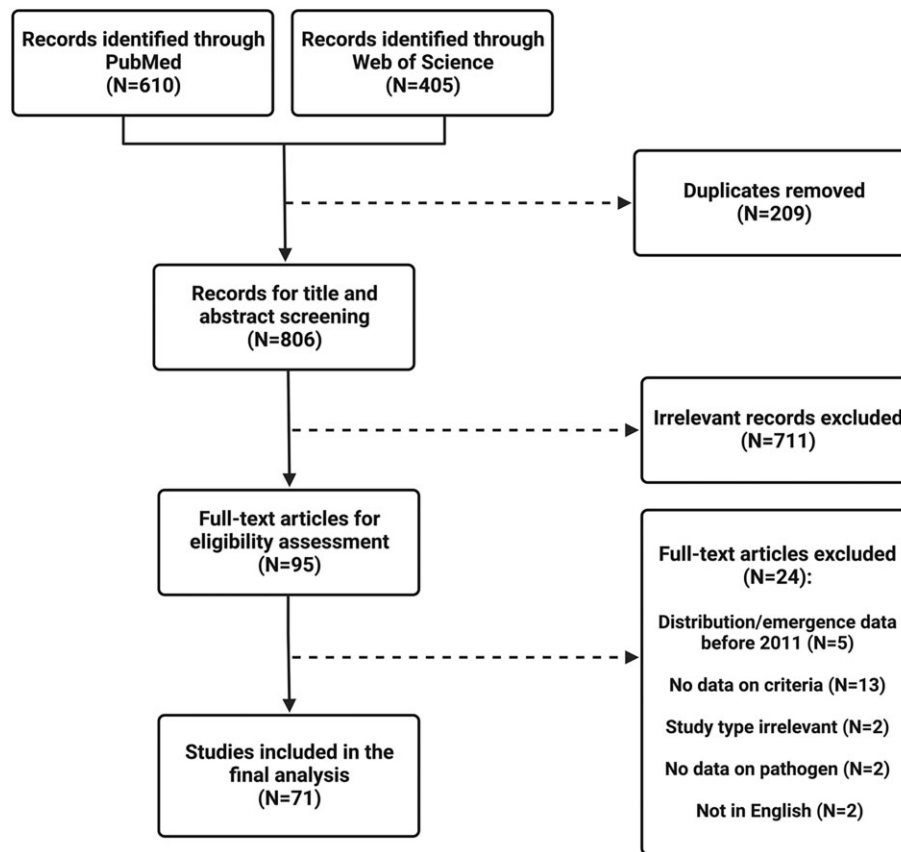 Records identified through
PubMed
(N=610)
Records identified through
Web of Science
(N=405)
Duplicates removed
(N=209)
Records for title and
abstract screening
(N=806)
Irrelevant records excluded
(N=711)
Full-text articles for
eligibility assessment
(N=95)
Full-text articles excluded
(N=24):
Distribution/emergence data
before 2011 (N=5)
No data on criteria (N=13)
Study type irrelevant (N=2)
No data on pathogen (N=2)
Not in English (N=2)
Studies included in the
final analysis
(N=71)